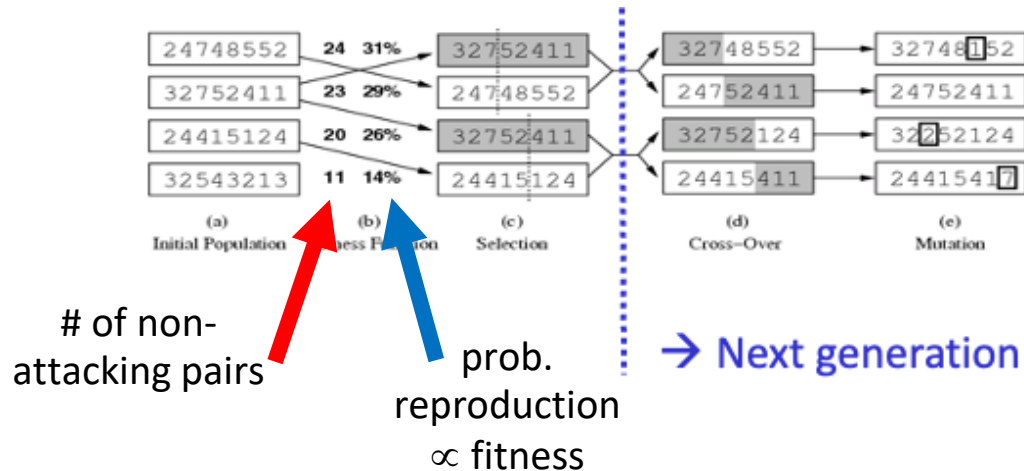 24748552 24 31% 32752411 32748552 32748152
32752411 23 29% 24748552 24752411 24752411
24415124 20 26% 32752411 32752124 32252124
32543213 11 14% 24415124 24415411 24415417
(a) (b) (c) (d) (e)
Initial Population Selection Cross-Over Mutation
# of non-
attacking pairs
prob.
reproduction
∝ fitness
→ Next generation